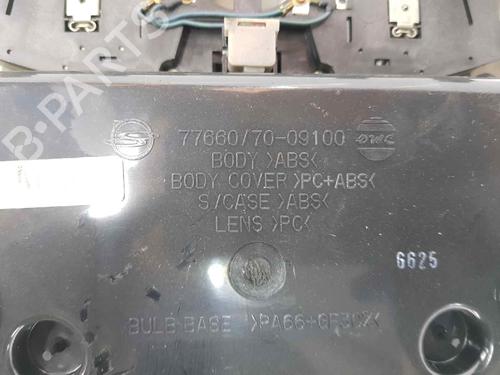 B-PARTS
77660/70-09100
BODY >ABS<
BODY COVER >PC+ABS<
S/CASE >ABS<
LENS >PC<
6625
BULB-BASE >PA66+GF30%<